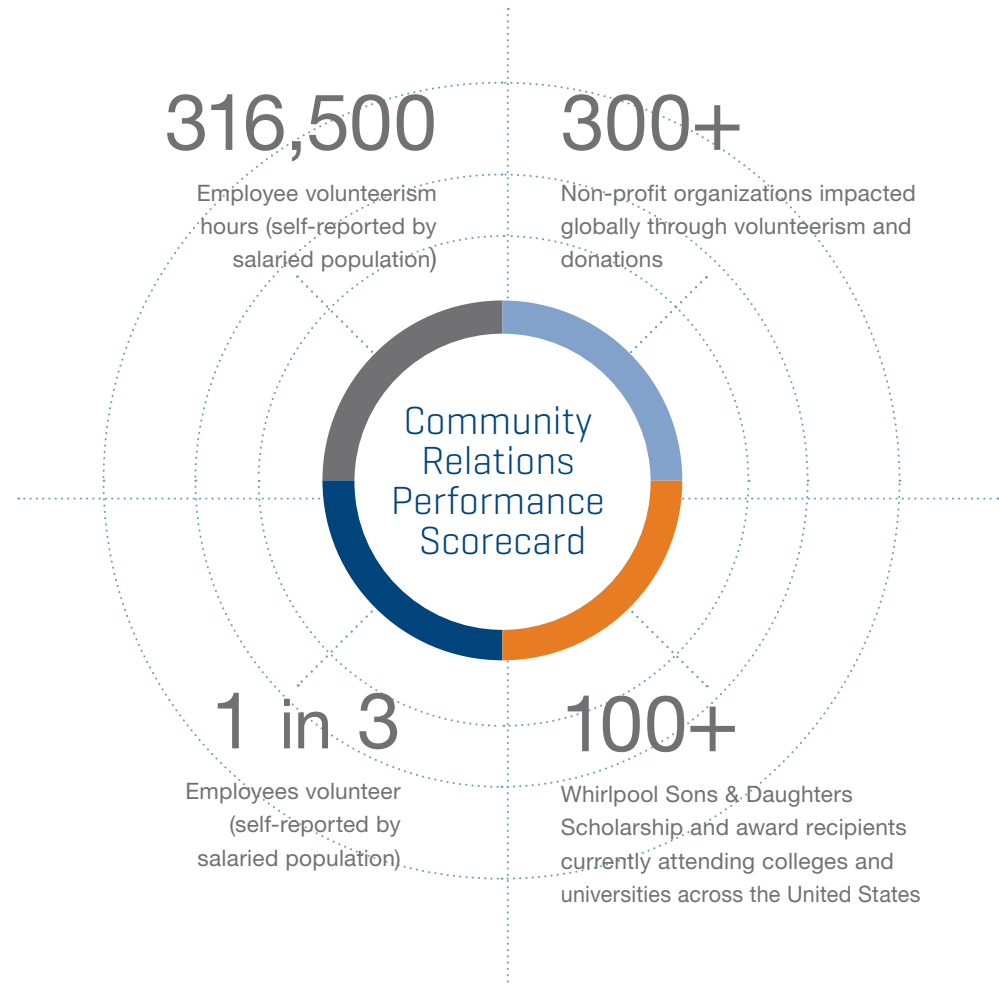 316,500
Employee volunteerism
hours (self-reported by
salaried population)
300+
Non-profit organizations impacted
globally through volunteerism and
donations
Community
Relations
Performance
Scorecard
1 in 3
Employees volunteer
(self-reported by
salaried population)
100+
Whirlpool Sons & Daughters
Scholarship and award recipients
currently attending colleges and
universities across the United States